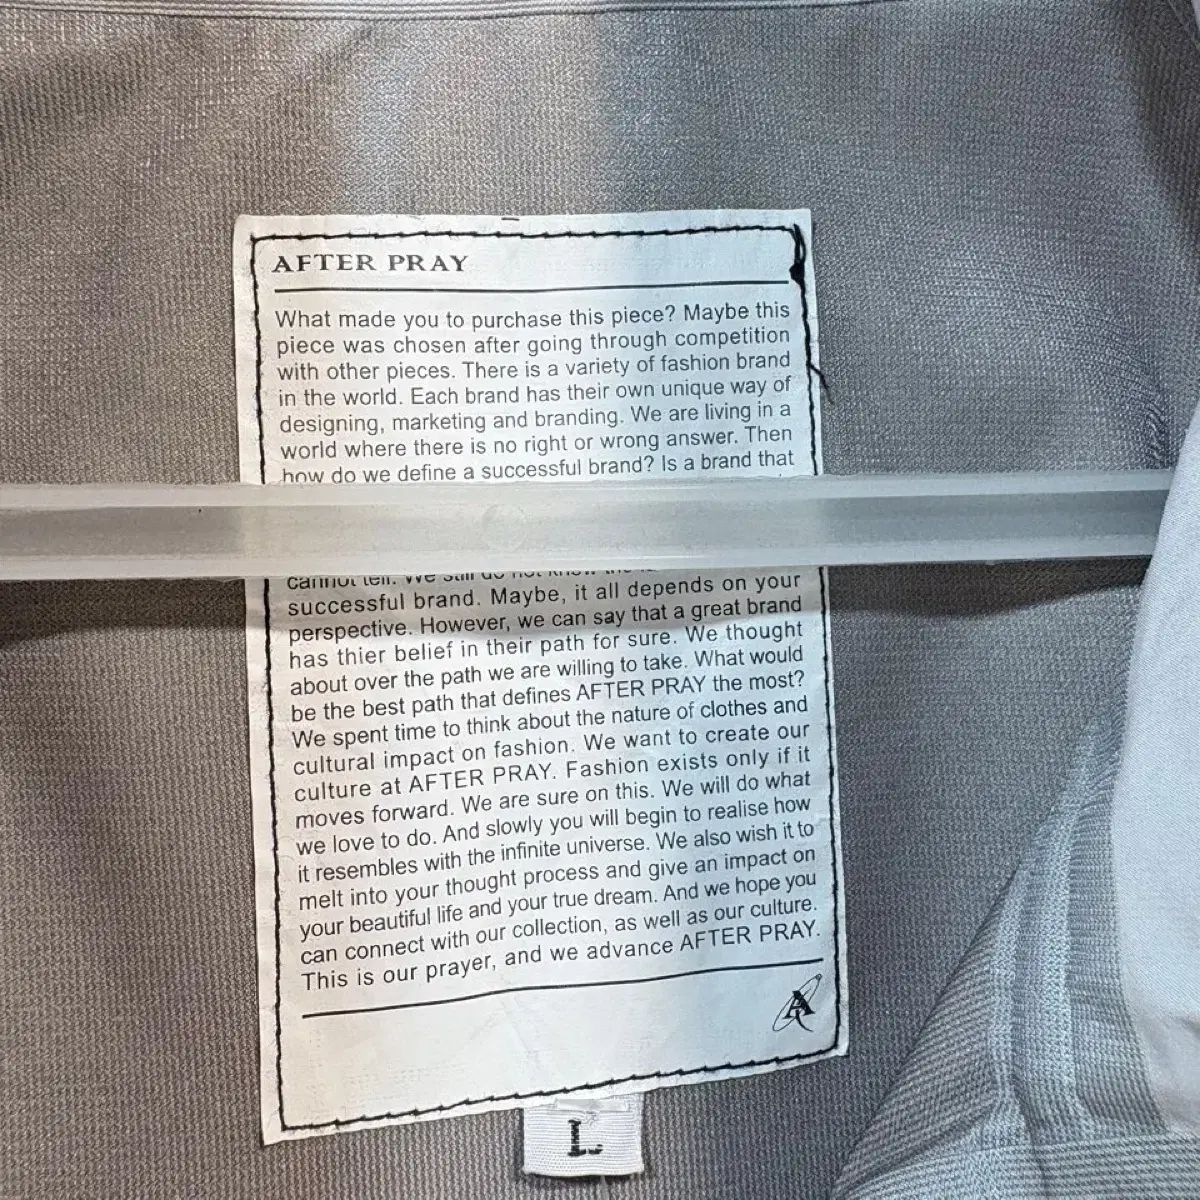 AFTER PRAY
What made you to purchase this piece? Maybe this
piece was chosen after going through competition
with other pieces. There is a variety of fashion brand
in the world. Each brand has their own unique way of
designing, marketing and branding. We are living in a
world where there is no right or wrong answer. Then
how do we define a successful brand? Is a brand that
cannot tell. We still do not
successful brand. Maybe, it all depends on your
perspective. However, we can say that a great brand
has thier belief in their path for sure. We thought
about over the path we are willing to take. What would
be the best path that defines AFTER PRAY the most?
We spent time to think about the nature of clothes and
cultural impact on fashion. We want to create our
culture at AFTER PRAY. Fashion exists only if it
moves forward. We are sure on this. We will do what
we love to do. And slowly you will begin to realise how
it resembles with the infinite universe. We also wish it to
melt into your thought process and give an impact on
your beautiful life and your true dream. And we hope you
can connect with our collection, as well as our culture.
This is our prayer, and we advance AFTER PRAY.
A
L